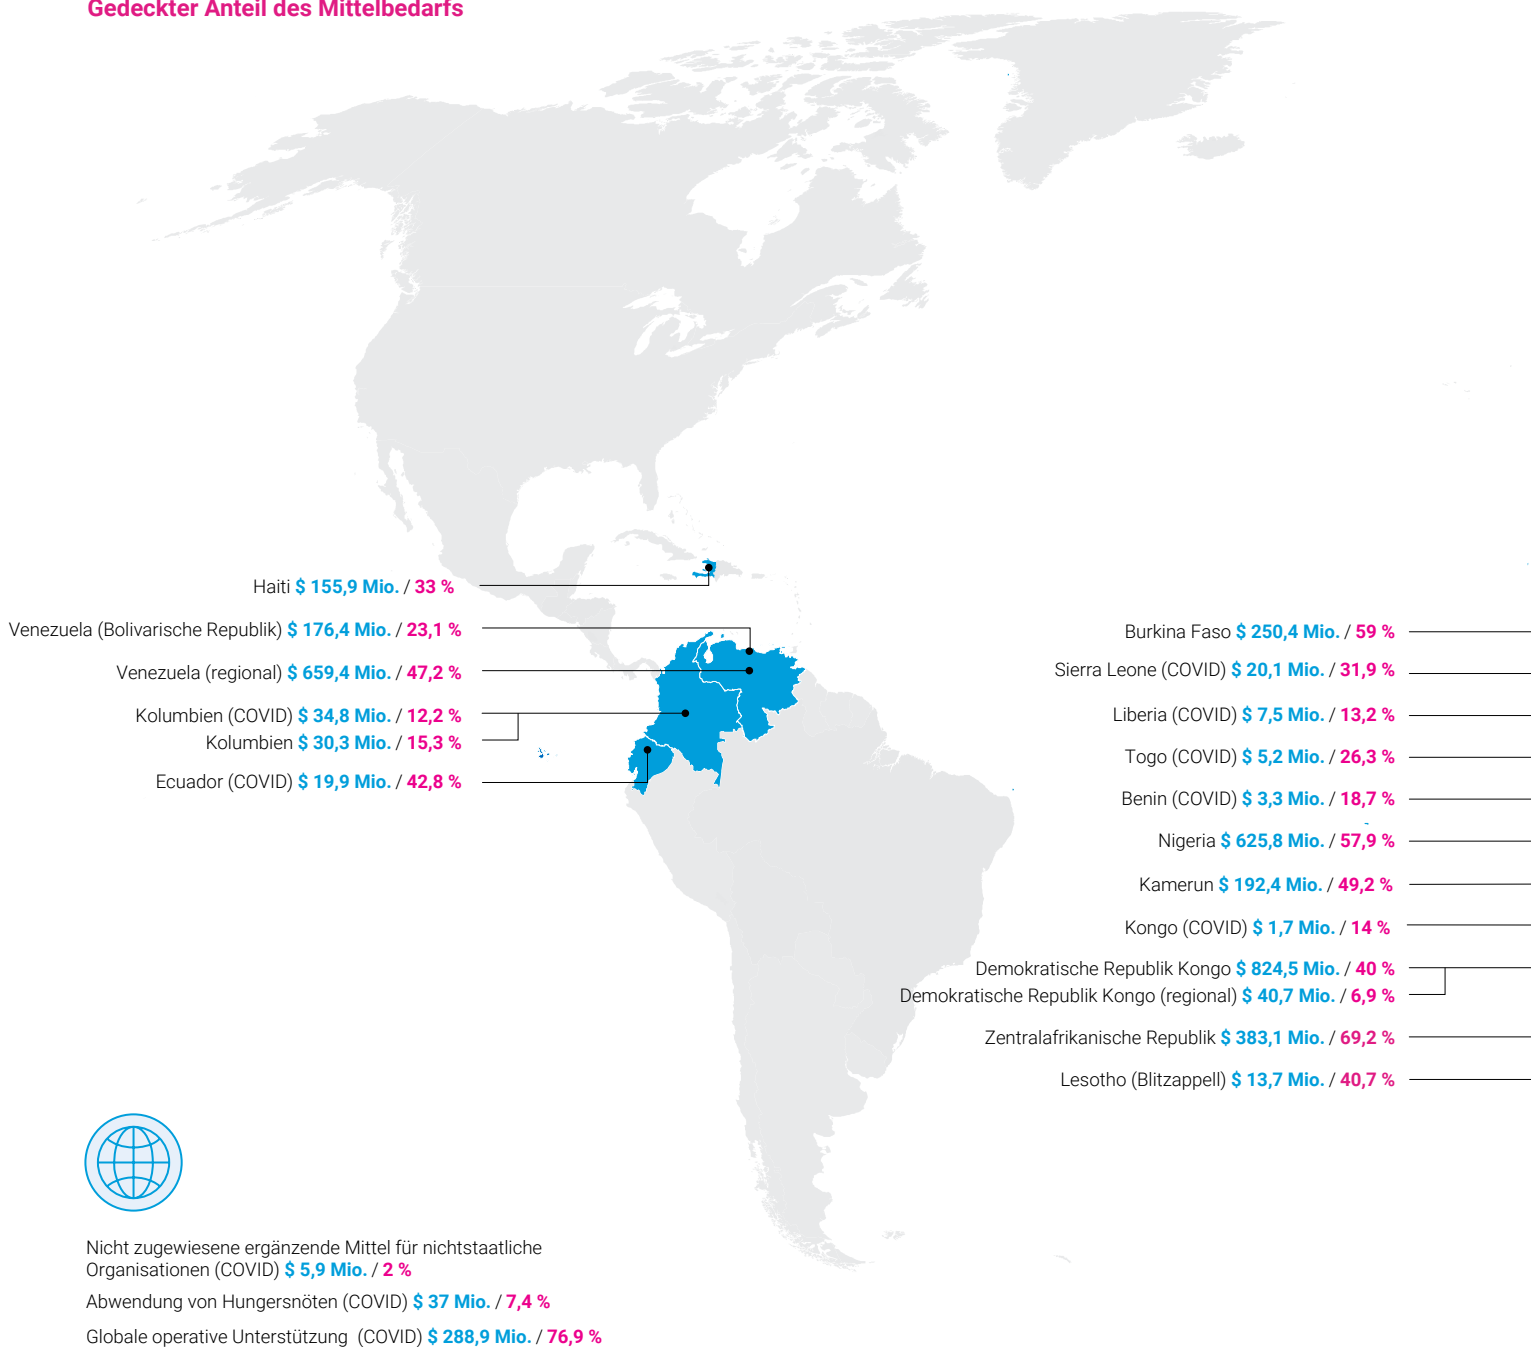 Gedeckter Anteil des Mittelbedarfs
Haiti $ 155,9 Mio. / 33 %
Venezuela (Bolivarische Republik) $ 176,4 Mio. / 23,1 %
Venezuela (regional) $ 659,4 Mio. / 47,2 %
Kolumbien (COVID) $ 34,8 Mio. / 12,2 %
Kolumbien $ 30,3 Mio. / 15,3 %
Ecuador (COVID) $ 19,9 Mio. / 42,8 %
Burkina Faso $ 250,4 Mio. / 59 %
Sierra Leone (COVID) $ 20,1 Mio. / 31,9 %
Liberia (COVID) $ 7,5 Mio. / 13,2 %
Togo (COVID) $ 5,2 Mio. / 26,3 %
Benin (COVID) $ 3,3 Mio. / 18,7 %
Nigeria $ 625,8 Mio. / 57,9 %
Kamerun $ 192,4 Mio. / 49,2 %
Kongo (COVID) $ 1,7 Mio. / 14 %
Demokratische Republik Kongo $ 824,5 Mio. / 40 %
Demokratische Republik Kongo (regional) $ 40,7 Mio. / 6,9 %
Zentralafrikanische Republik $ 383,1 Mio. / 69,2 %
Lesotho (Blitzappell) $ 13,7 Mio. / 40,7 %
Nicht zugewiesene ergänzende Mittel für nichtstaatliche
Organisationen (COVID) $ 5,9 Mio. / 2 %
Abwendung von Hungersnöten (COVID) $ 37 Mio. / 7,4 %
Globale operative Unterstützung (COVID) $ 288,9 Mio. / 76,9 %